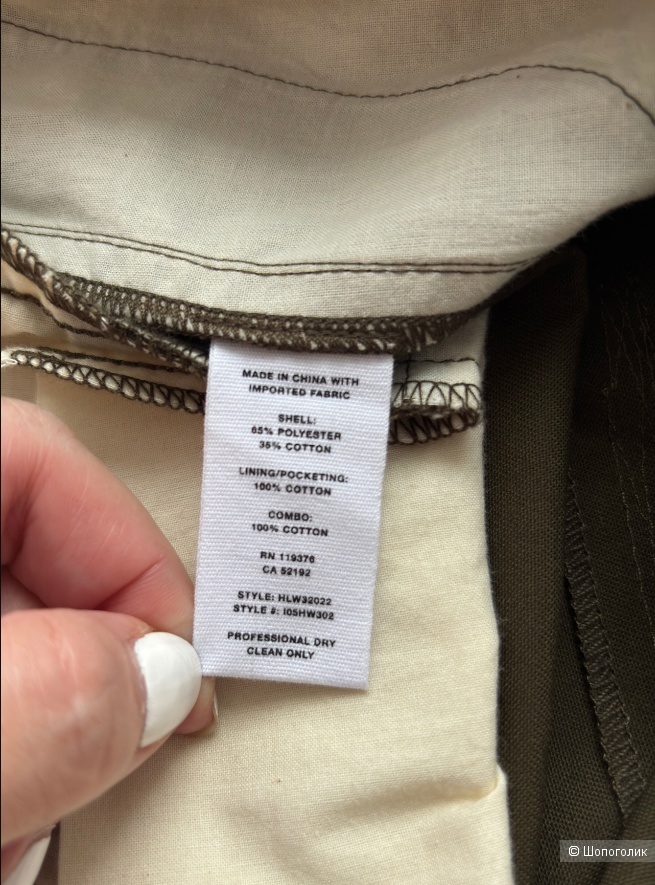 MADE IN CHINA WITH
IMPORTED FABRIC
SHELL:
65% POLYESTER
35% COTTON
LINING/POCKETING:
100% COTTON
COMBO:
100% COTTON
RN 119376
CA 52192
STYLE: HLW32022
STYLE #: I05HW302
PROFESSIONAL DRY
CLEAN ONLY
© Шопоголик